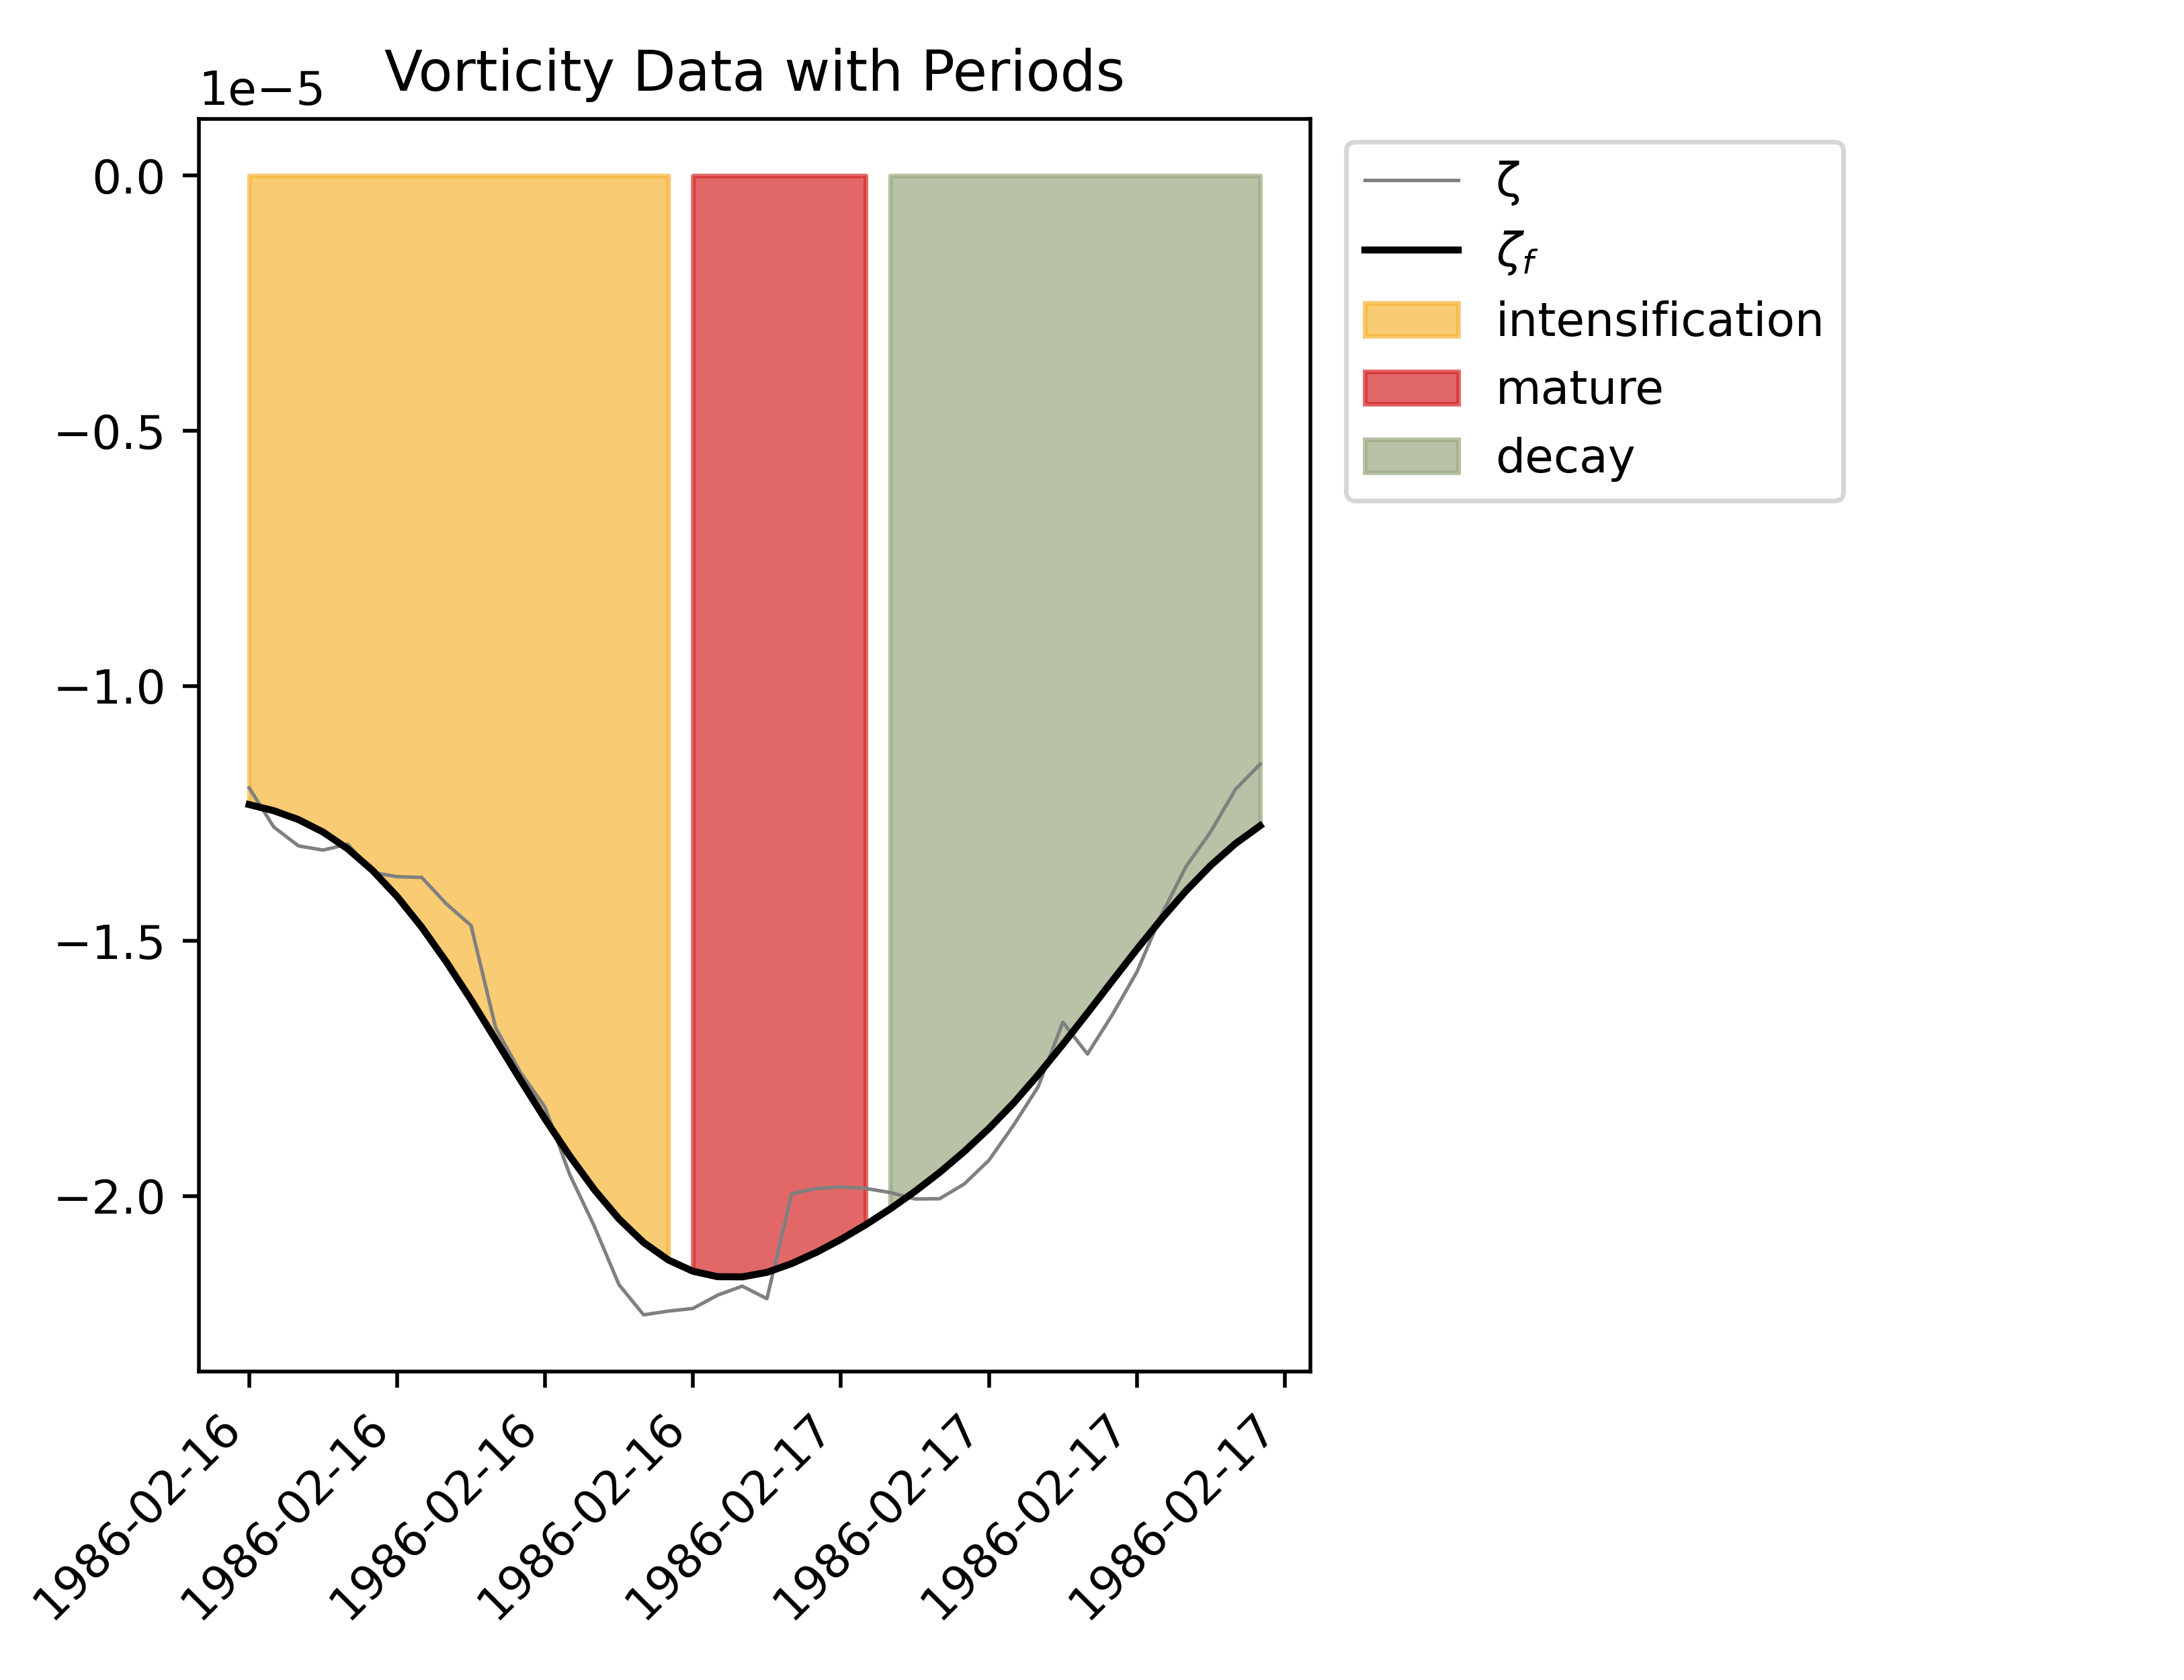 Vorticity Data with Periods
1e−5
0.0
−0.5
−1.0
−1.5
−2.0
1986-02-16
1986-02-16
1986-02-16
1986-02-16
1986-02-17
1986-02-17
1986-02-17
1986-02-17
ζ
ζf
intensification
mature
decay